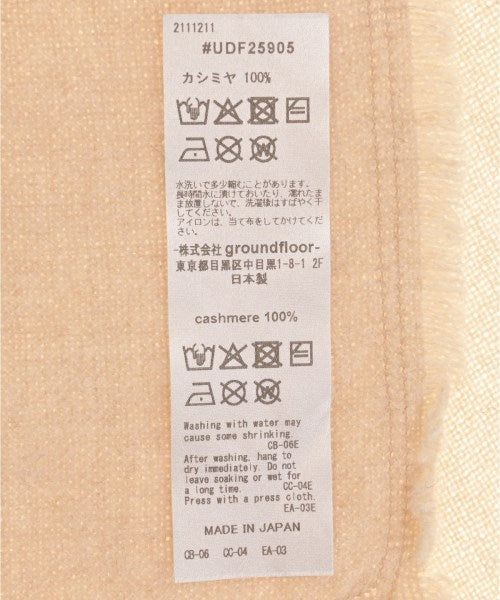 2111211
#UDF25905
カシミヤ 100%
水洗いで多少縮むことがあります。
長時間水に漬けておいたり、濡れたま
ま放置しないで、洗濯後はすばやく干
してください。
アイロンは、当て布をしてかけてくだ
さい。
-株式会社 groundfloor-
東京都目黒区中目黒1-8-1 2F
日本製
cashmere 100%
Washing with water may
cause some shrinking.
CB-06E
After washing, hang to
dry immediately. Do not
leave soaking or wet for
a long time. CC-04E
Press with a press cloth.
EA-03E
MADE IN JAPAN
CB-06 CC-04 EA-03